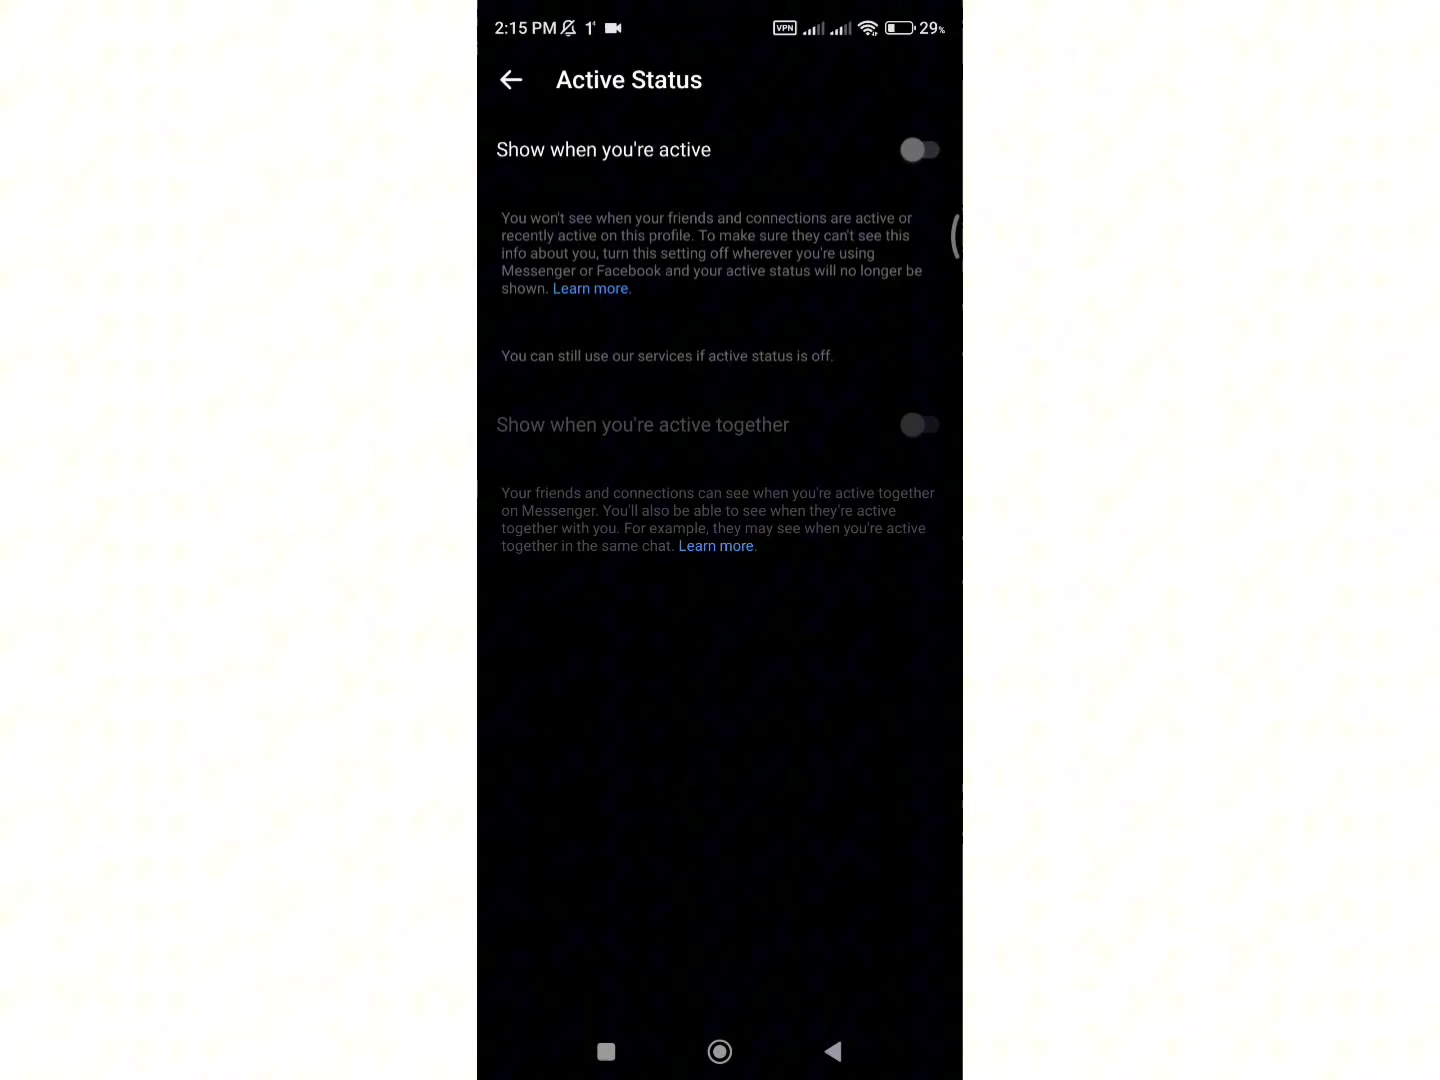 2:15 PM VPN 29%
Active Status
Show when you're active
You won't see when your friends and connections are active or
recently active on this profile. To make sure they can't see this
info about you, turn this setting off wherever you're using
Messenger or Facebook and your active status will no longer be
shown. Learn more.
You can still use our services if active status is off.
Show when you're active together
Your friends and connections can see when you're active together
on Messenger. You'll also be able to see when they're active
together with you. For example, they may see when you're active
together in the same chat. Learn more.